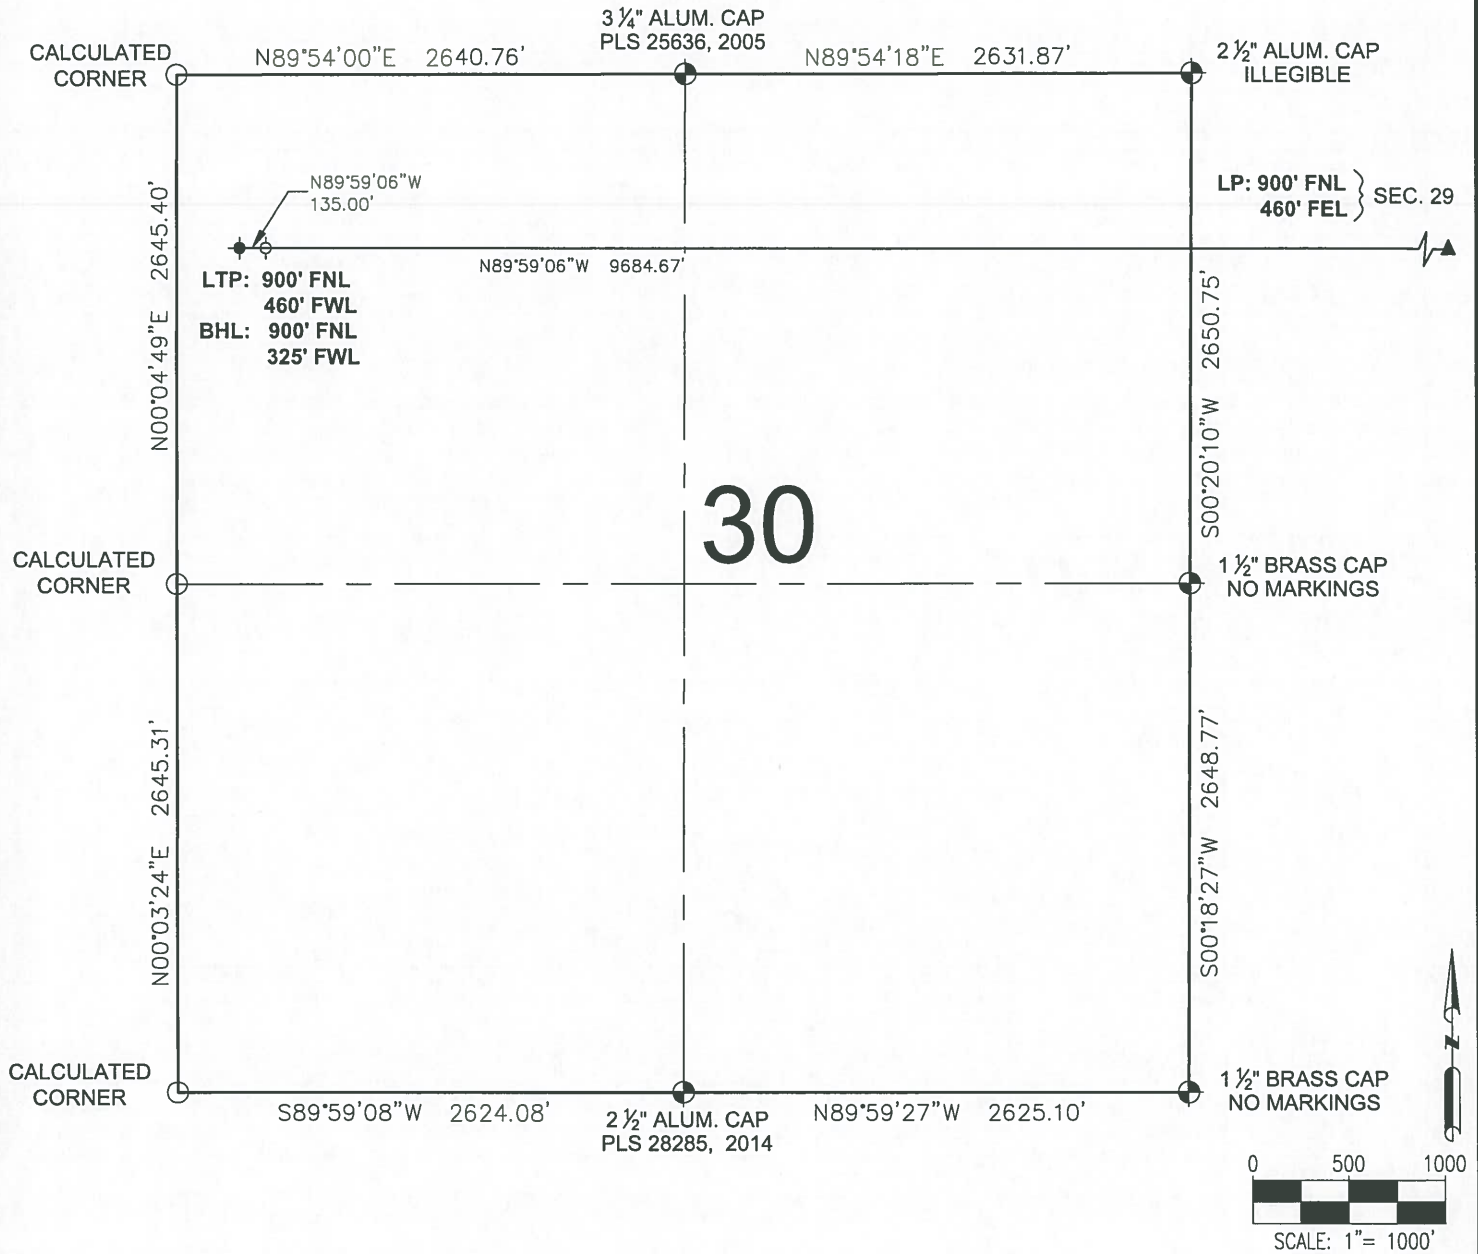 3 ¼" ALUM. CAP
PLS 25636, 2005
CALCULATED
CORNER
N89°54'00"E 2640.76'
N89°54'18"E 2631.87'
2 ½" ALUM. CAP
ILLEGIBLE
N89°59'06"W
135.00'
LP: 900' FNL
460' FEL
SEC. 29
N00°04'49"E 2645.40'
N89°59'06"W 9684.67'
LTP: 900' FNL
460' FWL
BHL: 900' FNL
325' FWL
S00°20'10"W 2650.75'
30
CALCULATED
CORNER
1 ½" BRASS CAP
NO MARKINGS
N00°03'24"E 2645.31'
S00°18'27"W 2648.77'
CALCULATED
CORNER
1 ½" BRASS CAP
NO MARKINGS
S89°59'08"W 2624.08'
2 ½" ALUM. CAP
PLS 28285, 2014
N89°59'27"W 2625.10'
N
0 500 1000
SCALE: 1"= 1000'